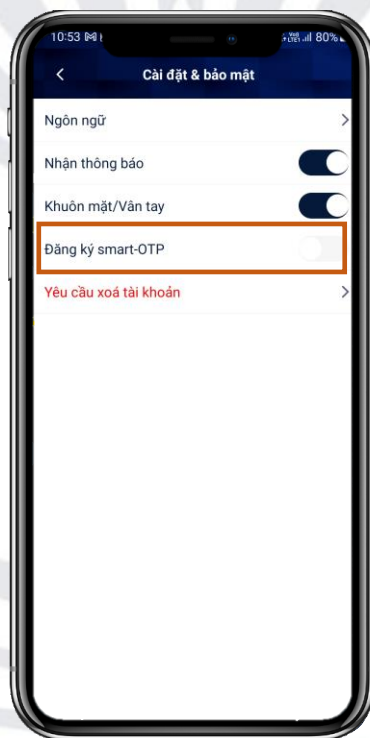 10:53
80%
Cài đặt & bảo mật
Ngôn ngữ
Nhận thông báo
Khuôn mặt/Vân tay
Đăng ký smart-OTP
Yêu cầu xoá tài khoản